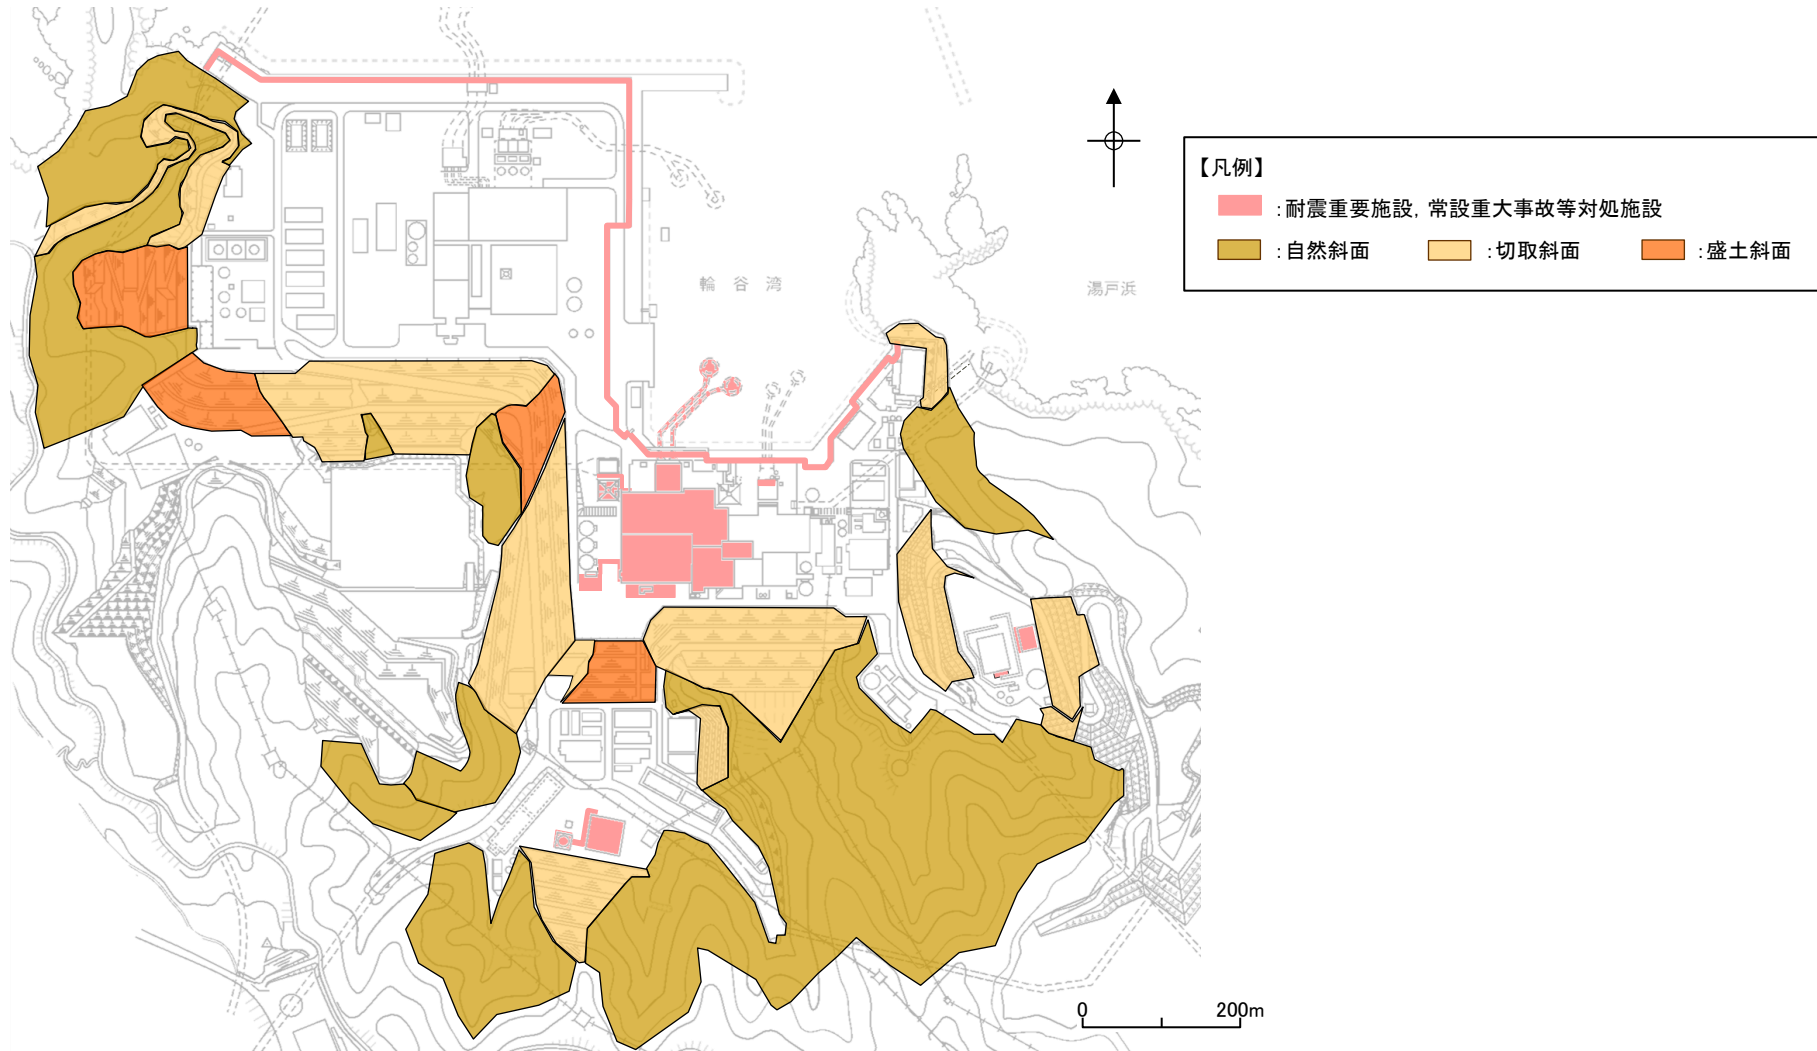 【凡例】
:耐震重要施設，常設重大事故等対処施設
:自然斜面 :切取斜面 :盛土斜面
輪谷湾
湯戸浜
0 200m